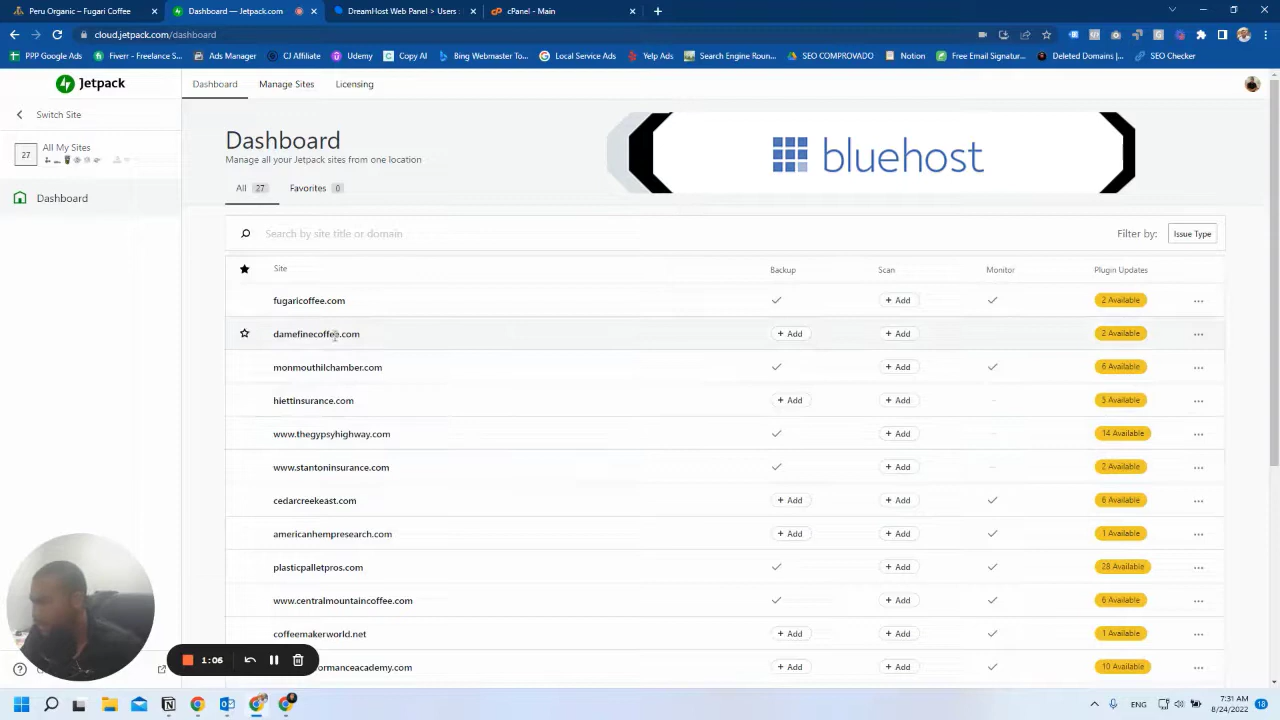 Peru Organic - Fugari Coffee
Dashboard — Jetpack.com
DreamHost Web Panel > Users :
cPanel - Main
cloud.jetpack.com/dashboard
PPP Google Ads
Fiverr - Freelance S...
Ads Manager
CJ Affiliate
Udemy
Copy AI
Bing Webmaster To...
Google
Local Service Ads
Yelp Ads
Search Engine Roun...
SEO COMPROVADO
Notion
Free Email Signatur...
Deleted Domains |...
SEO Checker
Jetpack
Dashboard
Manage Sites
Licensing
Switch Site
27
All My Sites
Dashboard
Dashboard
Manage all your Jetpack sites from one location
bluehost
All 27
Favorites 0
Search by site title or domain
Filter by:
Issue Type
Site
Backup
Scan
Monitor
Plugin Updates
fugaricoffee.com
+ Add
2 Available
damefinecoffee.com
+ Add
+ Add
2 Available
monmouthilchamber.com
+ Add
6 Available
hiettinsurance.com
+ Add
+ Add
5 Available
www.thegypsyhighway.com
+ Add
14 Available
www.stantoninsurance.com
+ Add
2 Available
cedarcreekeast.com
+ Add
+ Add
6 Available
americanhempresearch.com
+ Add
+ Add
1 Available
plasticpalletpros.com
+ Add
28 Available
www.centralmountaincoffee.com
+ Add
6 Available
coffeemakerworld.net
+ Add
+ Add
1 Available
ormanceacademy.com
+ Add
+ Add
10 Available
1:06
ENG
7:31 AM
8/24/2022
18